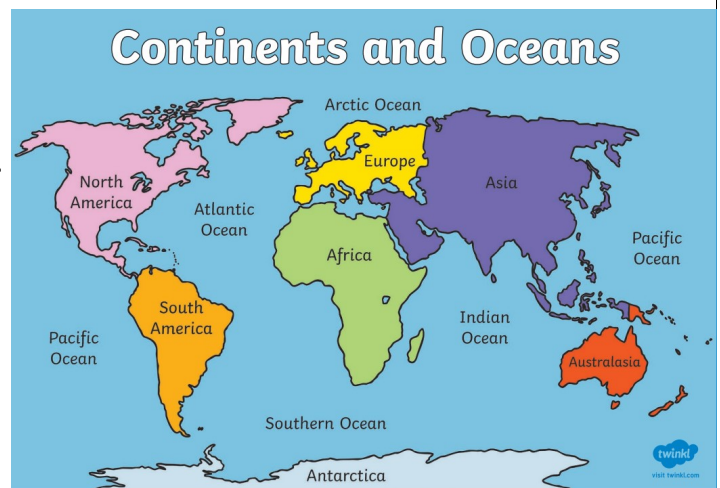 Continents and Oceans
Arctic Ocean
Europe
Asia
North
America
Atlantic
Ocean
Pacific
Ocean
Africa
South
America
Indian
Ocean
Pacific
Ocean
Australasia
Southern Ocean
Antarctica
twinkl
visit twinkl.com